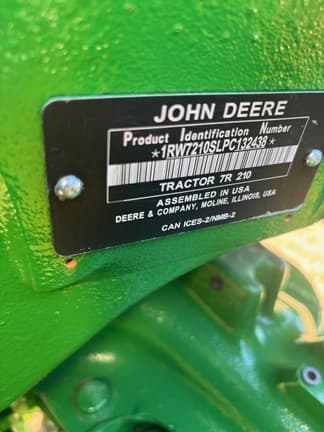 JOHN DEERE
Product Identification Number
*1RW7210SLPC132438*
TRACTOR 7R 210
ASSEMBLED IN USA
DEERE & COMPANY, MOLINE, ILLINOIS, USA
CAN ICES-2/NMB-2